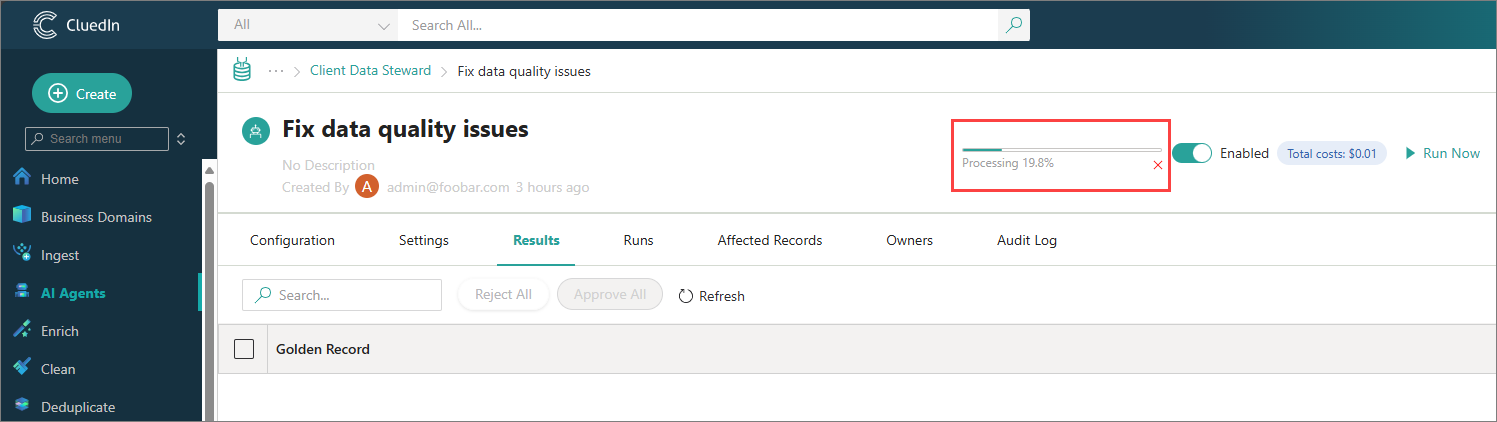 CluedIn
All
Search All...
Create
Search menu
Home
Business Domains
Ingest
AI Agents
Enrich
Clean
Deduplicate
··· > Client Data Steward > Fix data quality issues
Fix data quality issues
No Description
Created By A admin@foobar.com 3 hours ago
Processing 19.8%
Enabled
Total costs: $0.01
Run Now
Configuration Settings Results Runs Affected Records Owners Audit Log
Search... Reject All Approve All Refresh
Golden Record